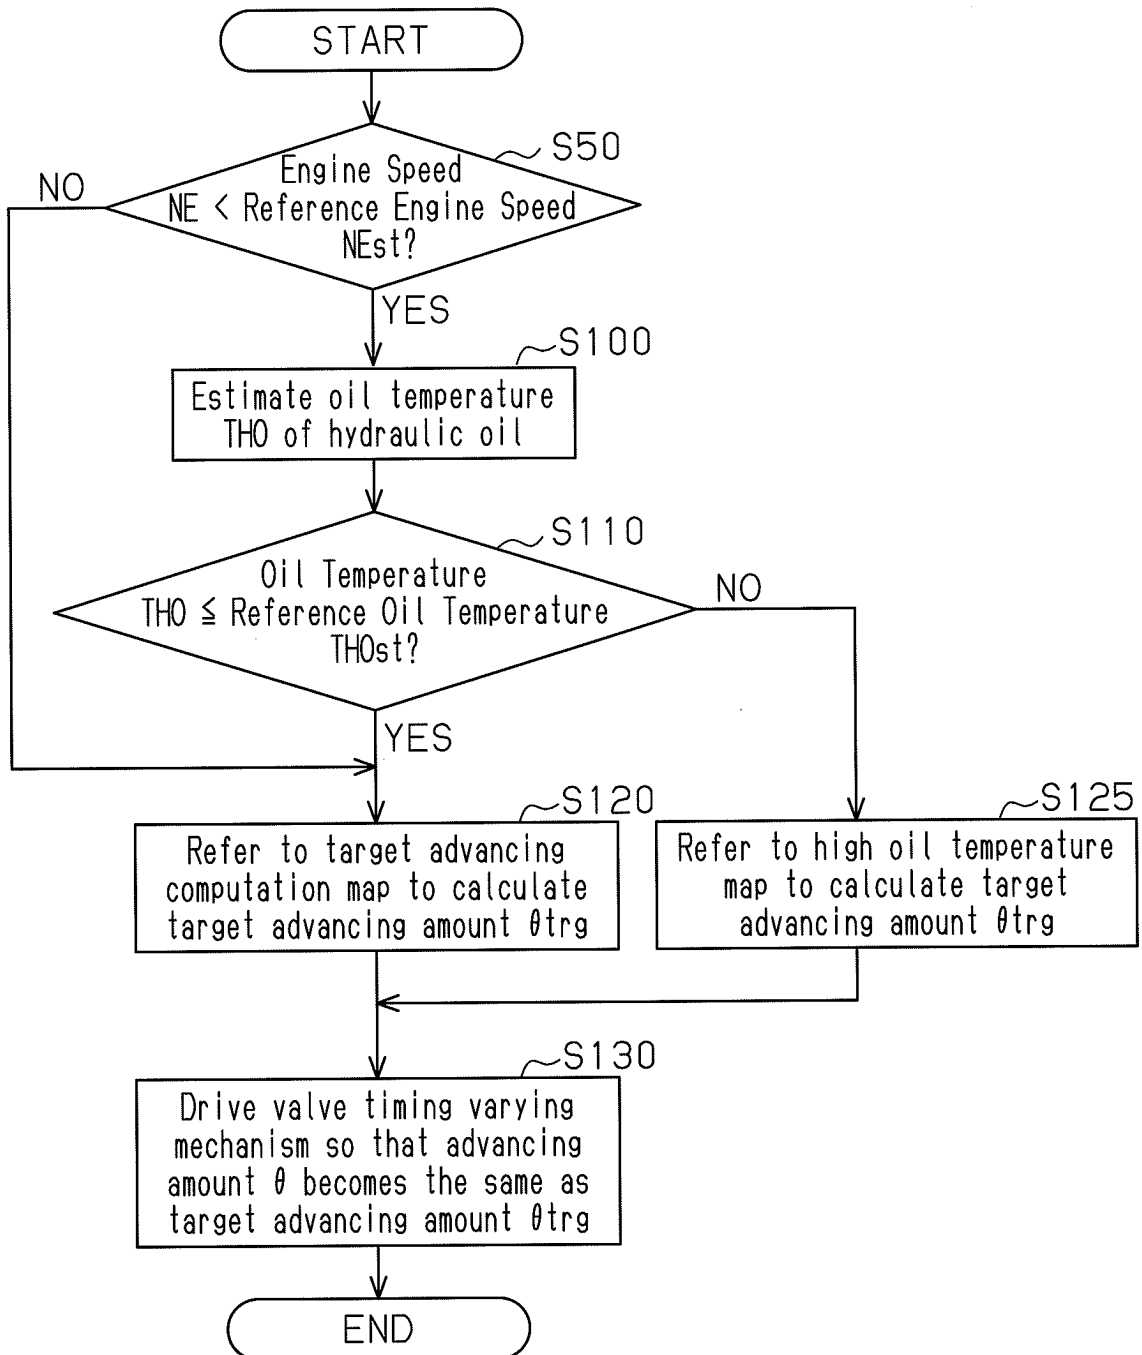 START
S50
Engine Speed
NE < Reference Engine Speed
NEst?
NO
YES
S100
Estimate oil temperature
THO of hydraulic oil
S110
Oil Temperature
THO ≦ Reference Oil Temperature
THOst?
NO
YES
S120
Refer to target advancing
computation map to calculate
target advancing amount θtrg
S125
Refer to high oil temperature
map to calculate target
advancing amount θtrg
S130
Drive valve timing varying
mechanism so that advancing
amount θ becomes the same as
target advancing amount θtrg
END